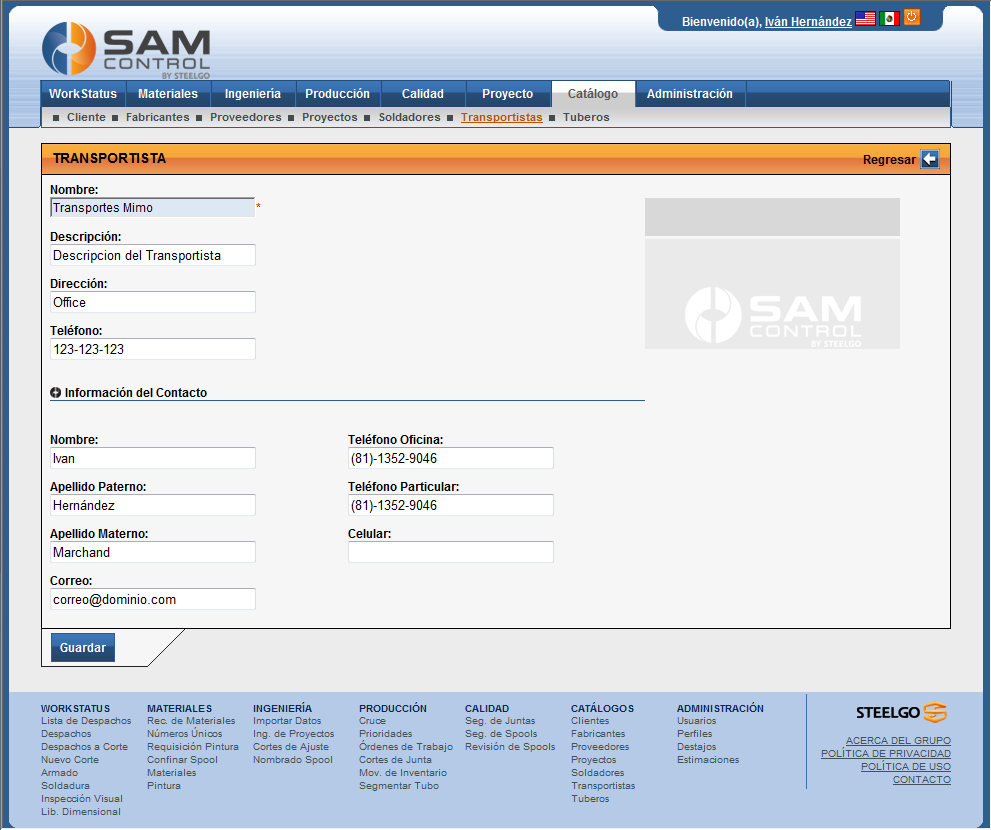 Bienvenido(a), Iván Hernández
SAM
CONTROL
BY STEELGO
WorkStatus Materiales Ingeniería Producción Calidad Proyecto Catálogo Administración
Cliente Fabricantes Proveedores Proyectos Soldadores Transportistas Tuberos
TRANSPORTISTA Regresar
Nombre:
Transportes Mimo *
Descripción:
Descripcion del Transportista
Dirección:
Office
Teléfono:
123-123-123
SAM
CONTROL
BY STEELGO
Información del Contacto
Nombre: Teléfono Oficina:
Ivan (81)-1352-9046
Apellido Paterno: Teléfono Particular:
Hernández (81)-1352-9046
Apellido Materno: Celular:
Marchand
Correo:
correo@dominio.com
Guardar
WORKSTATUS
Lista de Despachos
Despachos
Despachos a Corte
Nuevo Corte
Armado
Soldadura
Inspección Visual
Lib. Dimensional
MATERIALES
Rec. de Materiales
Números Únicos
Requisición Pintura
Confinar Spool
Materiales
Pintura
INGENIERÍA
Importar Datos
Ing. de Proyectos
Cortes de Ajuste
Nombrado Spool
PRODUCCIÓN
Cruce
Prioridades
Órdenes de Trabajo
Cortes de Junta
Mov. de Inventario
Segmentar Tubo
CALIDAD
Seg. de Juntas
Seg. de Spools
Revisión de Spools
CATÁLOGOS
Clientes
Fabricantes
Proveedores
Proyectos
Soldadores
Transportistas
Tuberos
ADMINISTRACIÓN
Usuarios
Perfiles
Destajos
Estimaciones
STEELGO
ACERCA DEL GRUPO
POLÍTICA DE PRIVACIDAD
POLÍTICA DE USO
CONTACTO